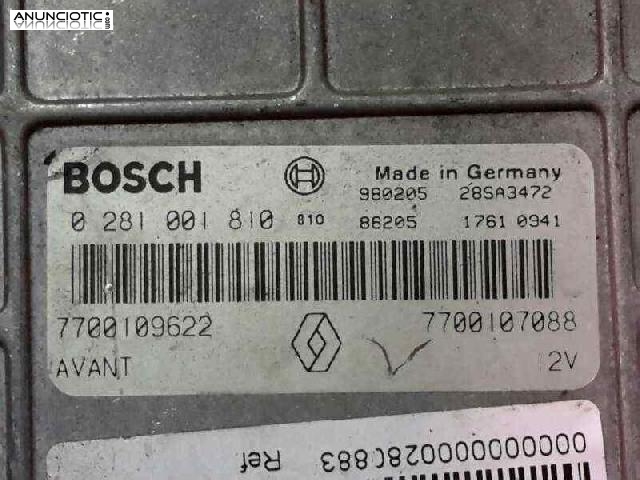 ANUNCIOTIC.com
BOSCH
Made in Germany
980205 28SA3472
0 281 001 810 810 86205 1761 0941
7700109622 7700107088
AVANT 2V
Ref.